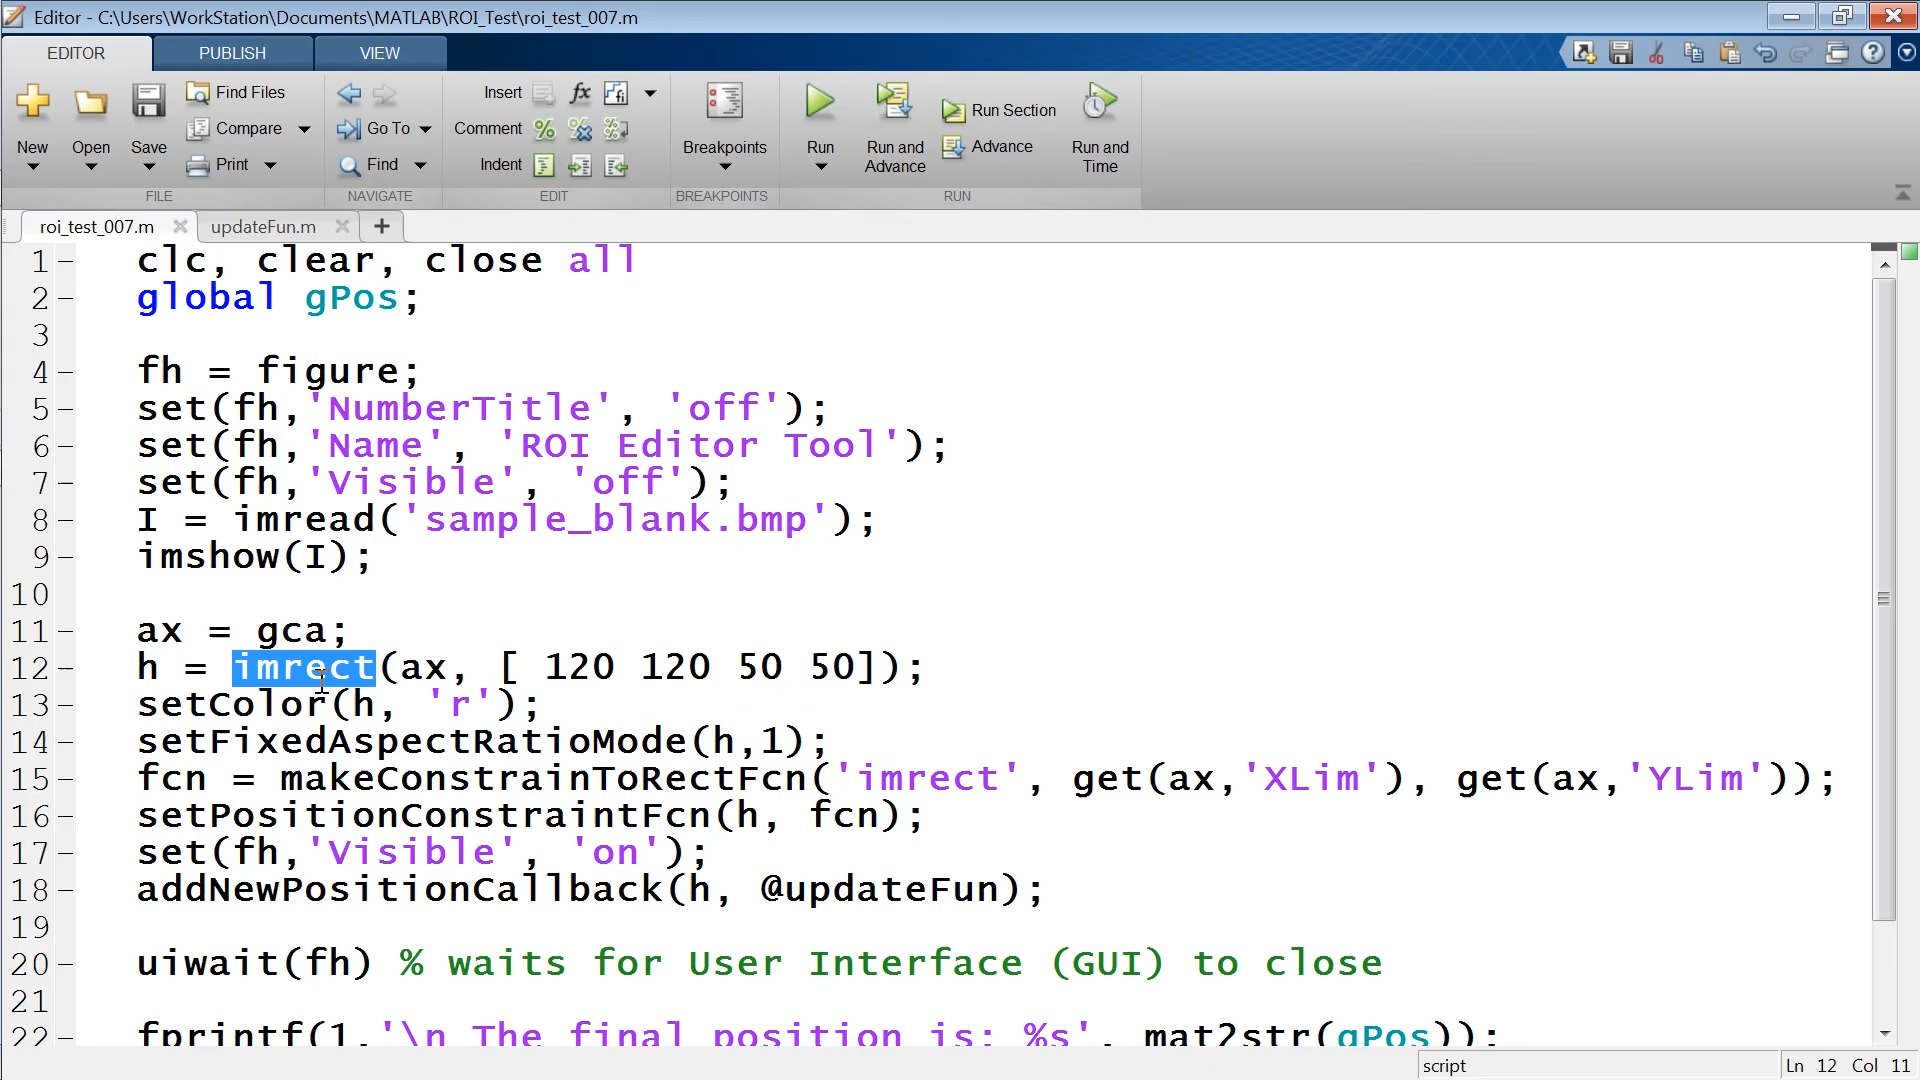 Editor - C:\Users\WorkStation\Documents\MATLAB\ROI_Test\roi_test_007.m
EDITOR PUBLISH VIEW
New Open Save Find Files Compare Print
Go To Find
Insert fx Comment Indent
Breakpoints
Run Run and Advance Run Section Advance Run and Time
FILE NAVIGATE EDIT BREAKPOINTS RUN
roi_test_007.m updateFun.m
1 clc, clear, close all
2 global gPos;
3
4 fh = figure;
5 set(fh,'NumberTitle', 'off');
6 set(fh,'Name', 'ROI Editor Tool');
7 set(fh,'Visible', 'off');
8 I = imread('sample_blank.bmp');
9 imshow(I);
10
11 ax = gca;
12 h = imrect(ax, [ 120 120 50 50]);
13 setColor(h, 'r');
14 setFixedAspectRatioMode(h,1);
15 fcn = makeConstrainToRectFcn('imrect', get(ax,'XLim'), get(ax,'YLim'));
16 setPositionConstraintFcn(h, fcn);
17 set(fh,'Visible', 'on');
18 addNewPositionCallback(h, @updateFun);
19
20 uiwait(fh) % waits for User Interface (GUI) to close
21
22 fprintf(1,'\n The final position is: %s', mat2str(gPos));
script Ln 12 Col 11